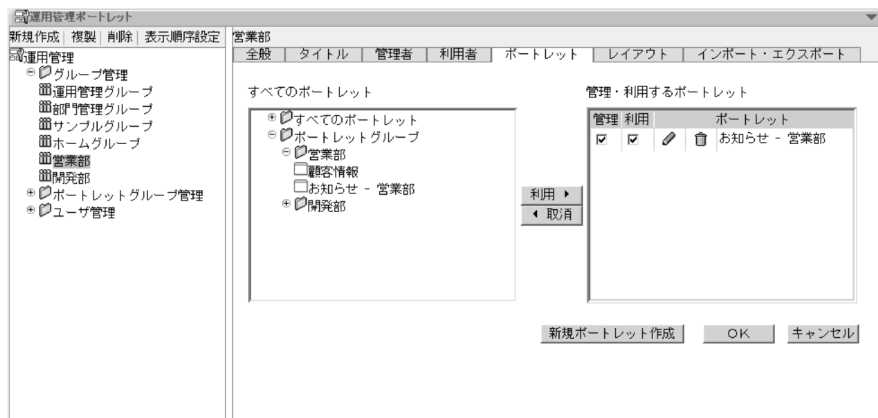 運用管理ポートレット
新規作成 | 複製 | 削除 | 表示順序設定
運用管理
グループ管理
運用管理グループ
部門管理グループ
サンプルグループ
ホームグループ
営業部
開発部
ポートレットグループ管理
ユーザ管理
営業部
全般 | タイトル | 管理者 | 利用者 | ポートレット | レイアウト | インポート・エクスポート
すべてのポートレット
すべてのポートレット
ポートレットグループ
営業部
顧客情報
お知らせ - 営業部
開発部
利用
取消
管理・利用するポートレット
管理 利用 ポートレット
お知らせ - 営業部
新規ポートレット作成 OK キャンセル